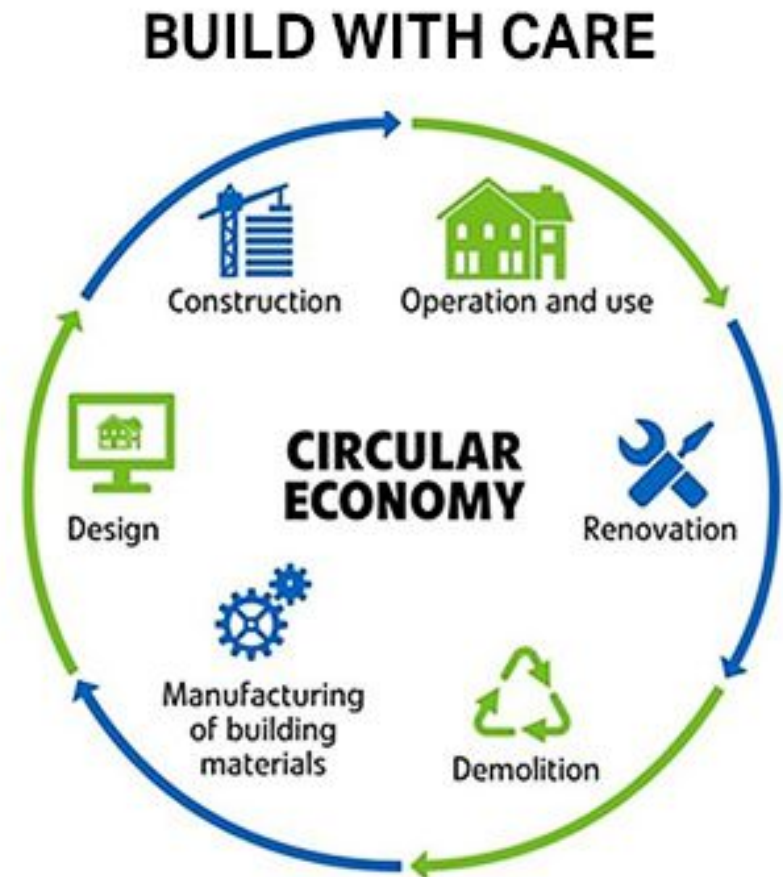 BUILD WITH CARE
Construction
Operation and use
Design
CIRCULAR
ECONOMY
Renovation
Manufacturing
of building
materials
Demolition